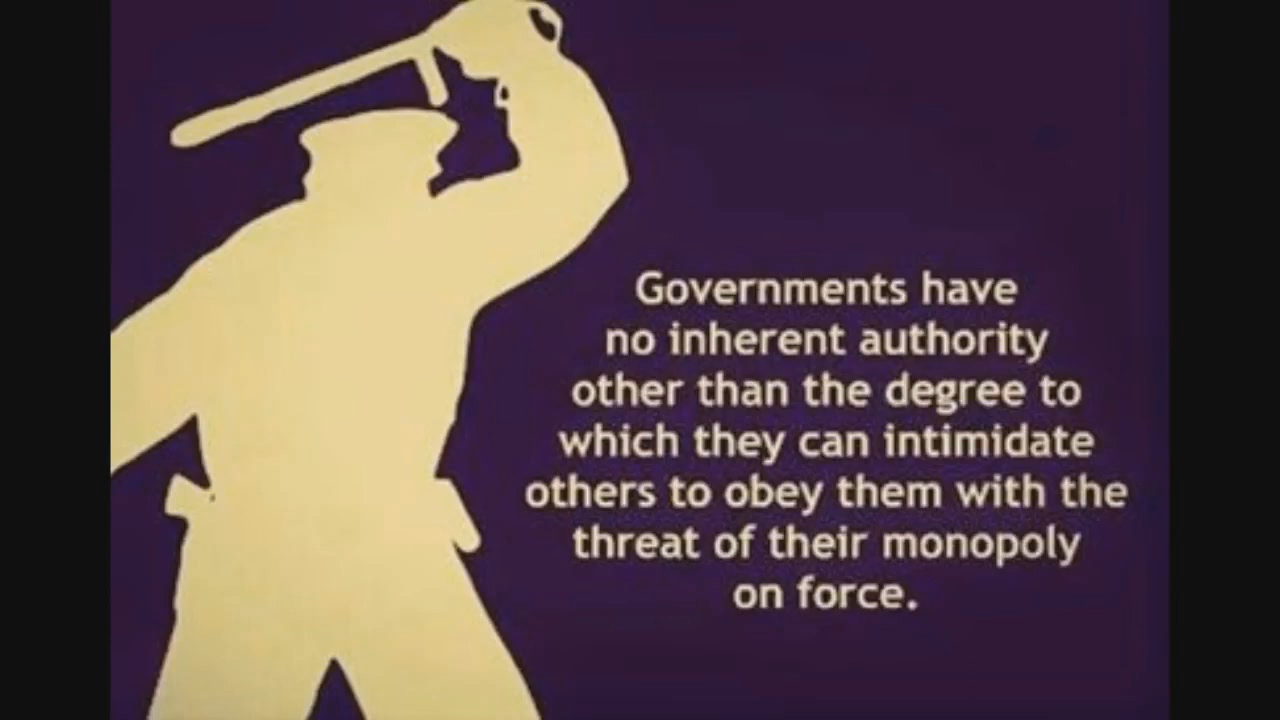 Governments have
no inherent authority
other than the degree to
which they can intimidate
others to obey them with the
threat of their monopoly
on force.